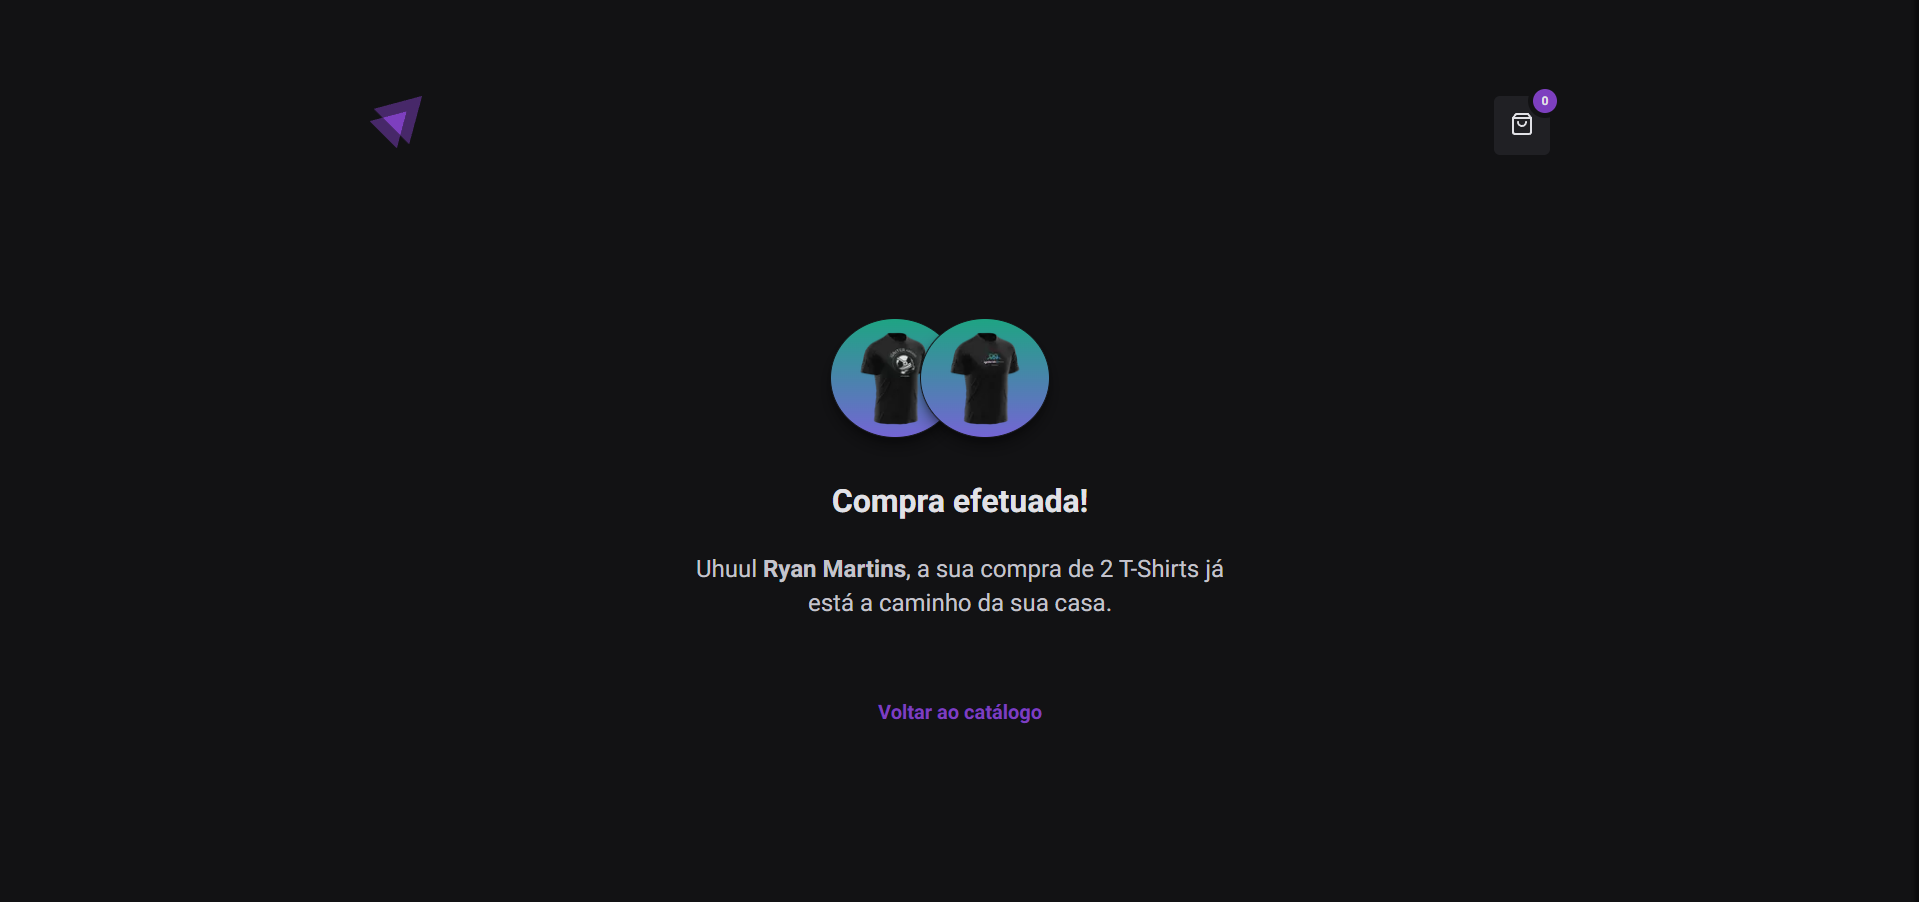 0
Compra efetuada!
Uhuul Ryan Martins, a sua compra de 2 T-Shirts já
está a caminho da sua casa.
Voltar ao catálogo